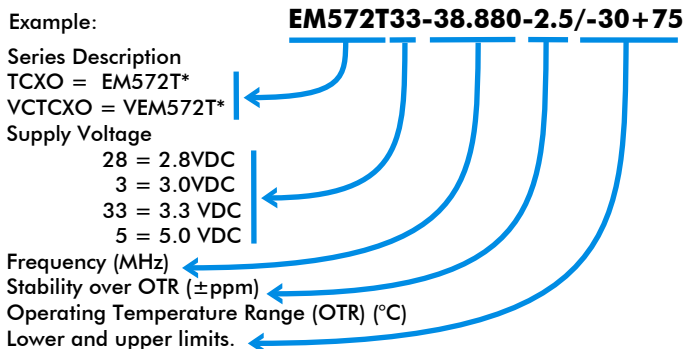 Example: EM572T33-38.880-2.5/-30+75
Series Description
TCXO = EM572T*
VCTCXO = VEM572T*
Supply Voltage
28 = 2.8VDC
3 = 3.0VDC
33 = 3.3 VDC
5 = 5.0 VDC
Frequency (MHz)
Stability over OTR (±ppm)
Operating Temperature Range (OTR) (°C)
Lower and upper limits.